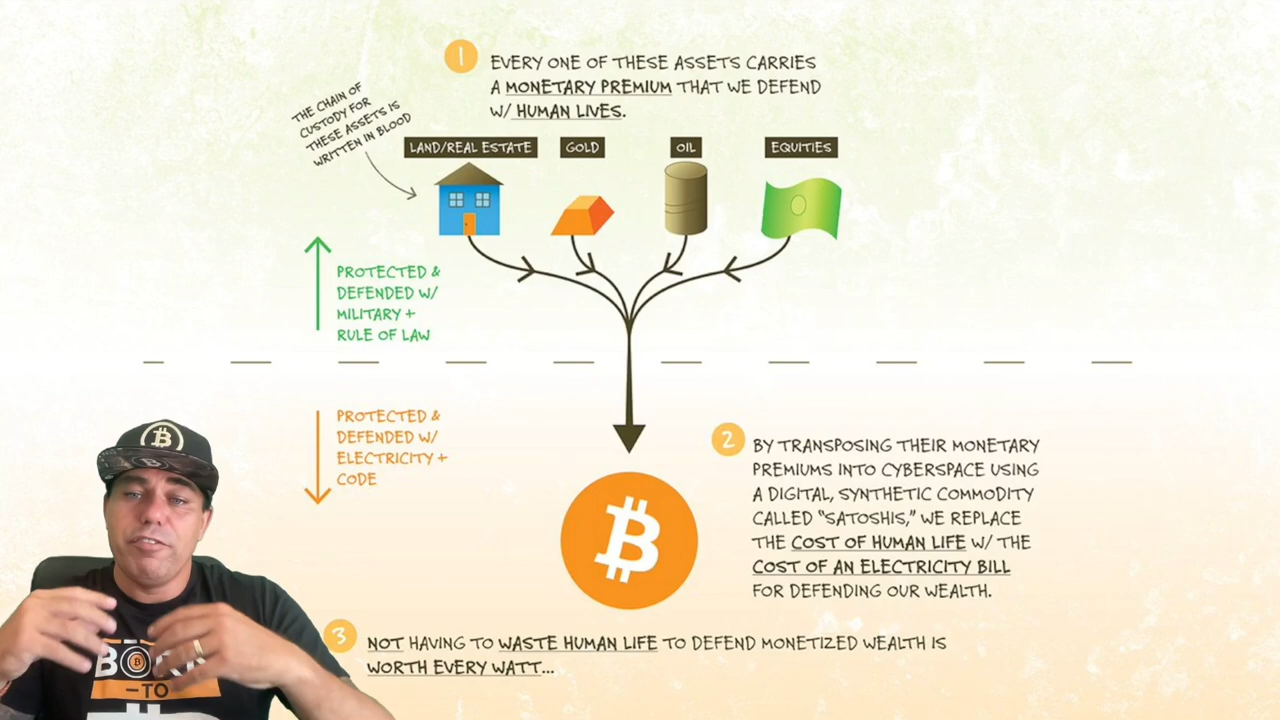 1
EVERY ONE OF THESE ASSETS CARRIES
A MONETARY PREMIUM THAT WE DEFEND
W/ HUMAN LIVES.
THE CHAIN OF
CUSTODY FOR
THESE ASSETS IS
WRITTEN IN BLOOD
LAND/REAL ESTATE
GOLD
OIL
EQUITIES
PROTECTED &
DEFENDED W/
MILITARY +
RULE OF LAW
PROTECTED &
DEFENDED W/
ELECTRICITY +
CODE
2
BY TRANSPOSING THEIR MONETARY
PREMIUMS INTO CYBERSPACE USING
A DIGITAL, SYNTHETIC COMMODITY
CALLED "SATOSHIS," WE REPLACE
THE COST OF HUMAN LIFE W/ THE
COST OF AN ELECTRICITY BILL
FOR DEFENDING OUR WEALTH.
3
NOT HAVING TO WASTE HUMAN LIFE TO DEFEND MONETIZED WEALTH IS
WORTH EVERY WATT...
–TO